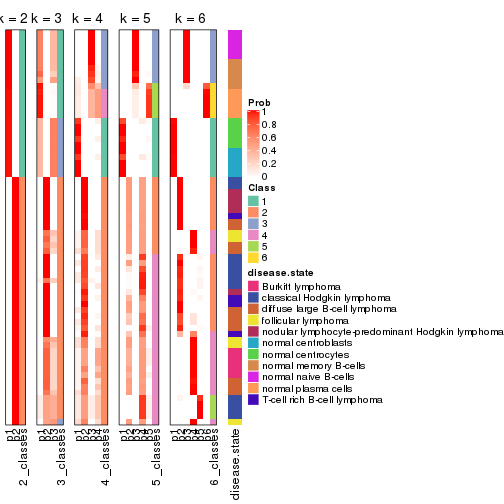 k = 2 k = 3 k = 4 k = 5 k = 6
Prob
1
0.8
0.6
0.4
0.2
0
Class
1
2
3
4
5
6
disease.state
Burkitt lymphoma
classical Hodgkin lymphoma
diffuse large B-cell lymphoma
follicular lymphoma
nodular lymphocyte-predominant Hodgkin lymphoma
normal centroblasts
normal centrocytes
normal memory B-cells
normal naive B-cells
normal plasma cells
T-cell rich B-cell lymphoma
p1 p2 2_classes p1 p2 p3 3_classes p1 p2 p3 p4 4_classes p1 p2 p3 p4 p5 5_classes p1 p2 p3 p4 p5 p6 6_classes disease.state